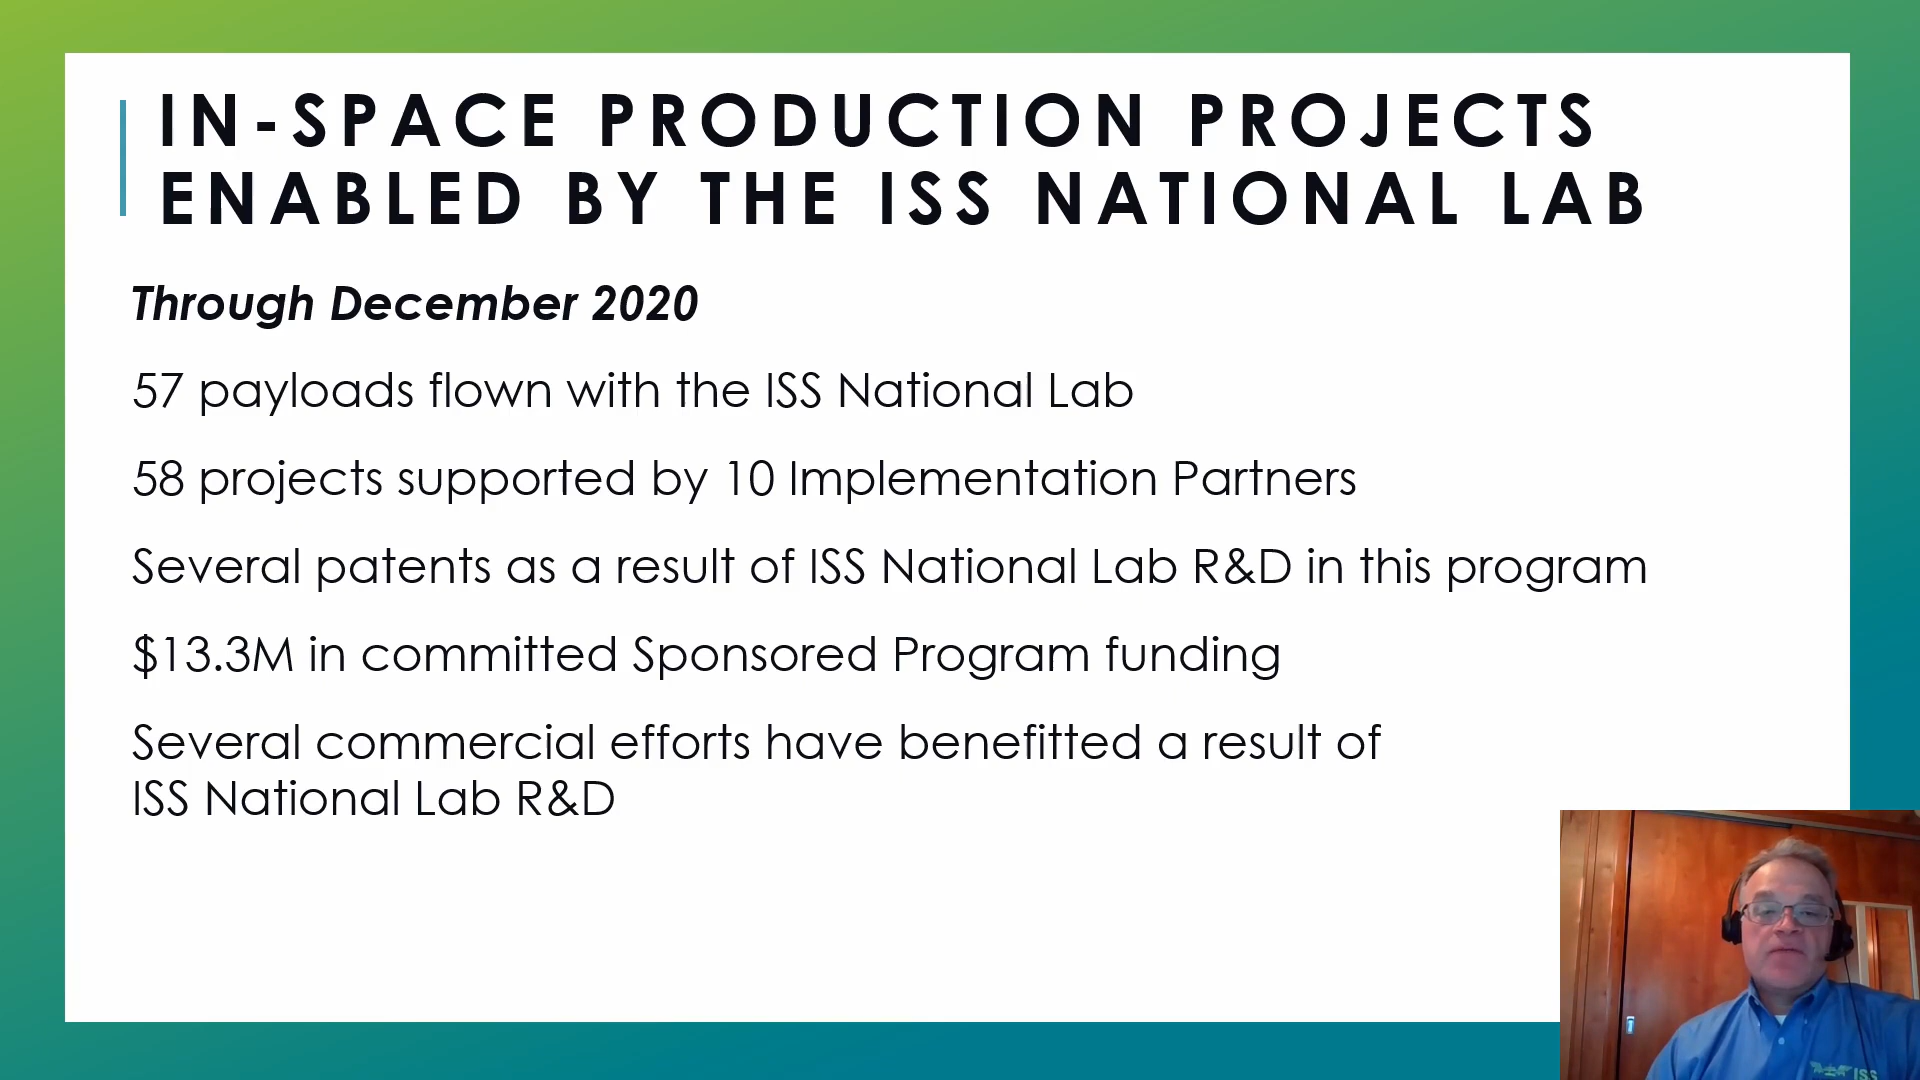 IN-SPACE PRODUCTION PROJECTS
ENABLED BY THE ISS NATIONAL LAB
Through December 2020
57 payloads flown with the ISS National Lab
58 projects supported by 10 Implementation Partners
Several patents as a result of ISS National Lab R&D in this program
$13.3M in committed Sponsored Program funding
Several commercial efforts have benefitted a result of
ISS National Lab R&D
ISS